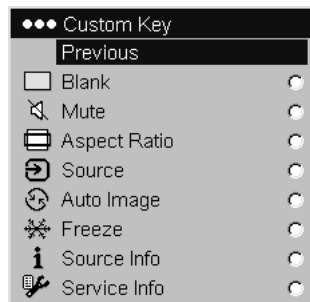 Custom Key
Previous
Blank
Mute
Aspect Ratio
Source
Auto Image
Freeze
Source Info
Service Info